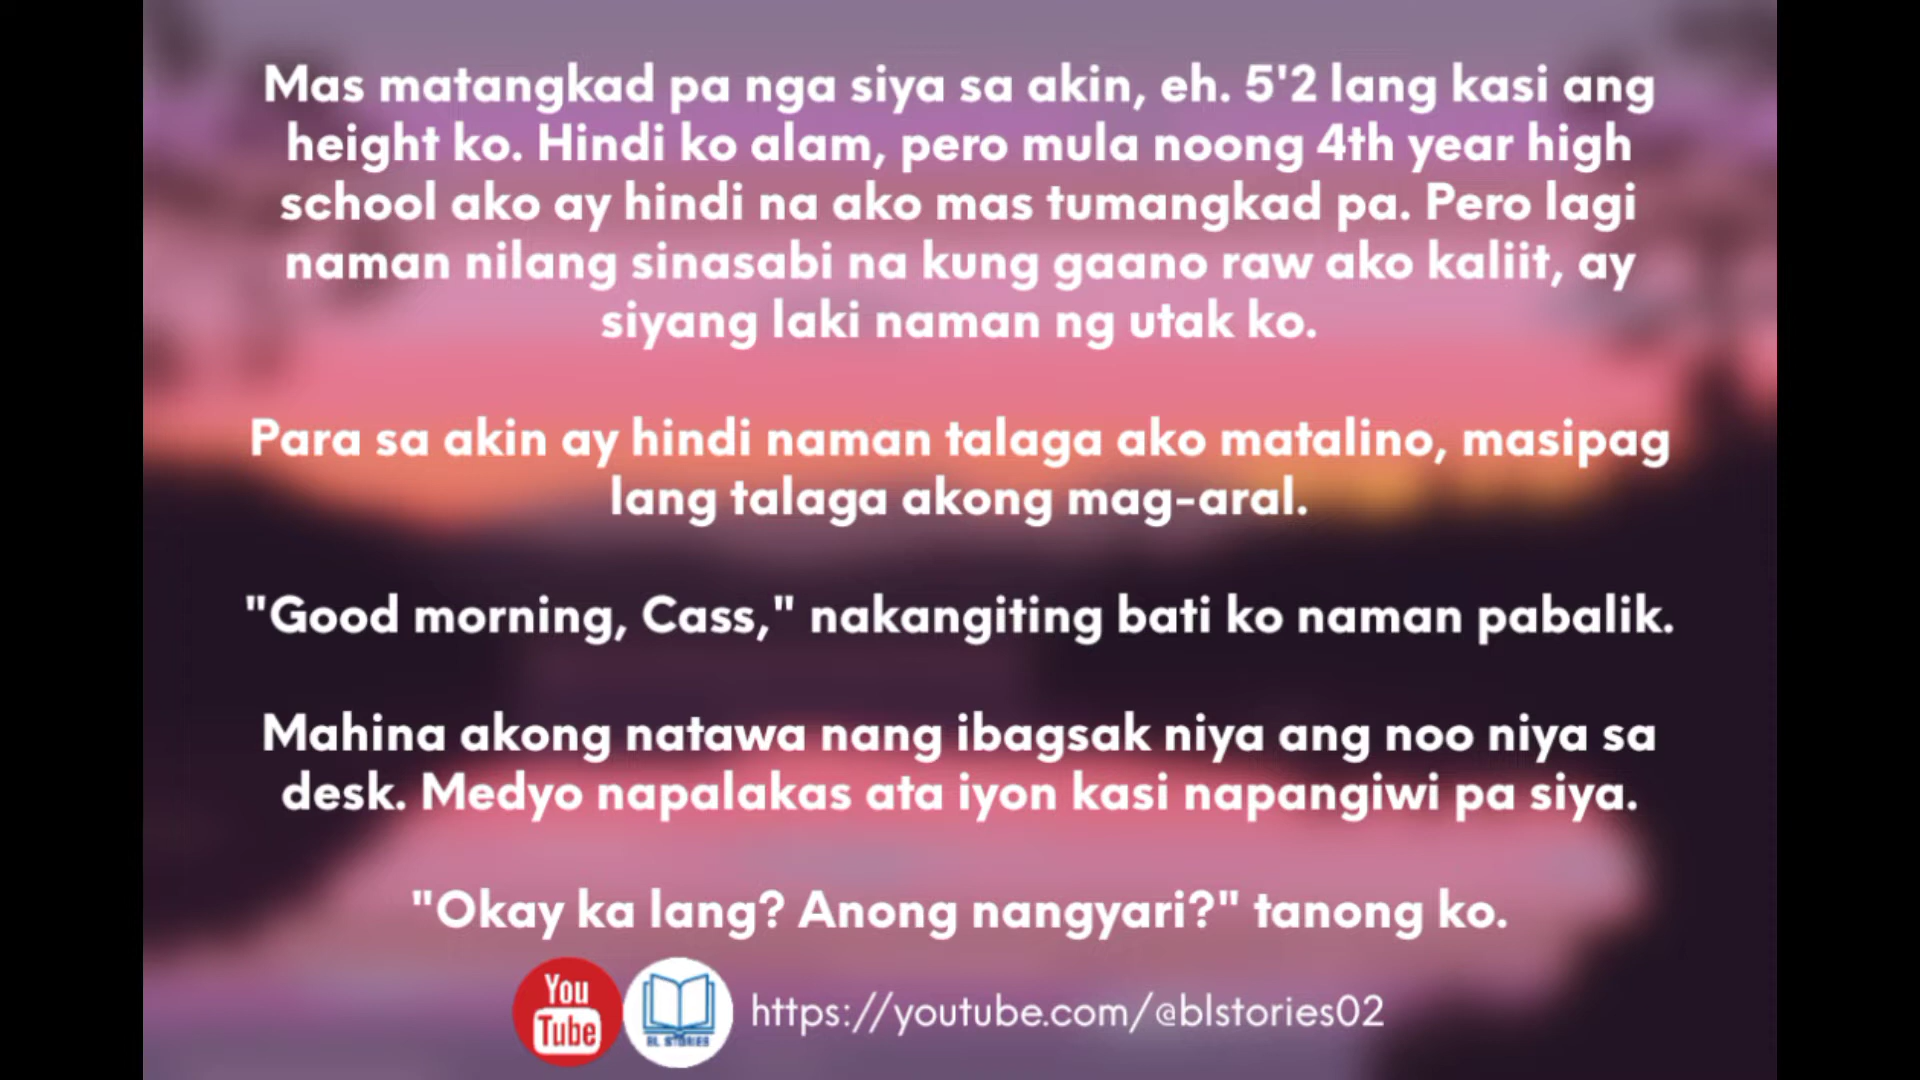 Mas matangkad pa nga siya sa akin, eh. 5'2 lang kasi ang
height ko. Hindi ko alam, pero mula noong 4th year high
school ako ay hindi na ako mas tumangkad pa. Pero lagi
naman nilang sinasabi na kung gaano raw ako kaliit, ay
siyang laki naman ng utak ko.
Para sa akin ay hindi naman talaga ako matalino, masipag
lang talaga akong mag-aral.
"Good morning, Cass," nakangiting bati ko naman pabalik.
Mahina akong natawa nang ibagsak niya ang noo niya sa
desk. Medyo napalakas ata iyon kasi napangiwi pa siya.
"Okay ka lang? Anong nangyari?" tanong ko.
You
Tube
BL STORIES
https://youtube.com/@blstories02